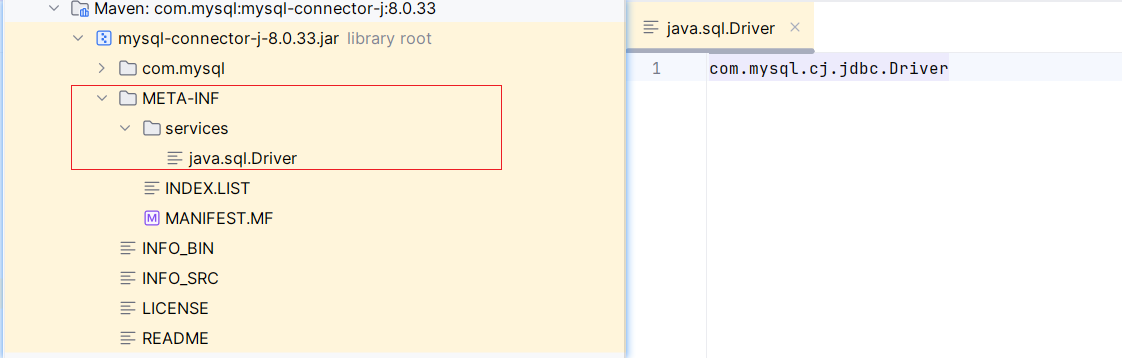 Maven: com.mysql:mysql-connector-j:8.0.33
mysql-connector-j-8.0.33.jar library root
com.mysql
META-INF
services
java.sql.Driver
INDEX.LIST
MANIFEST.MF
INFO_BIN
INFO_SRC
LICENSE
README
java.sql.Driver
1 com.mysql.cj.jdbc.Driver